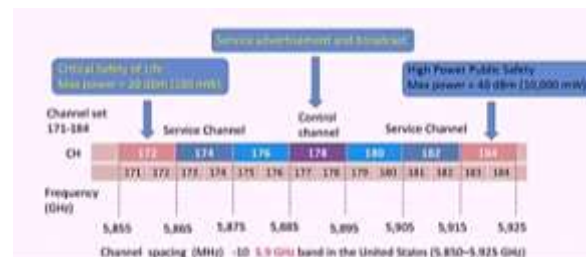 Service advertisement and broadcast
Critical Safety of Life
Max power = 20 dBm (100 mW)
High Power Public Safety
Max power = 40 dBm (10,000 mW)
Channel set
171-184
Service Channel
Control
channel
Service Channel
CH 172 174 176 178 180 182 184
171 172 173 174 175 176 177 178 179 180 181 182 183 184
Frequency
(GHz)
5,855 5,865 5,875 5,885 5,895 5,905 5,915 5,925
Channel spacing (MHz) -10 5.9 GHz band in the United States (5.850~5.925 GHz)